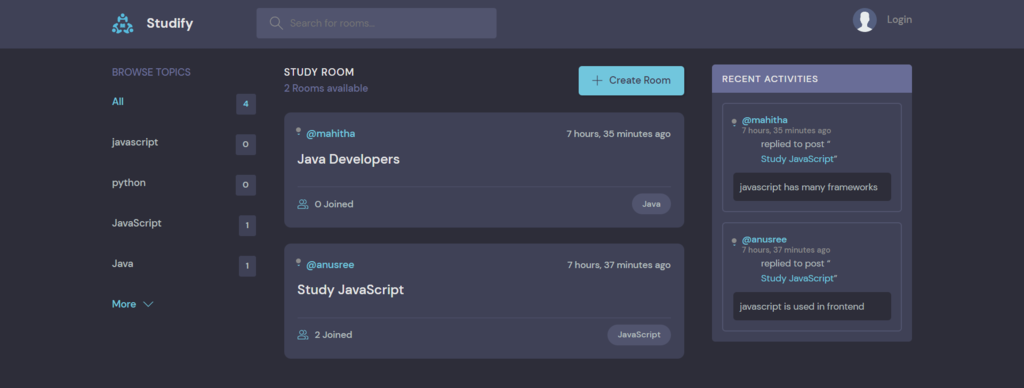 Studify
Search for rooms...
Login
BROWSE TOPICS
All
4
javascript
0
python
0
JavaScript
1
Java
1
More
STUDY ROOM
2 Rooms available
Create Room
@mahitha
7 hours, 35 minutes ago
Java Developers
0 Joined
Java
@anusree
7 hours, 37 minutes ago
Study JavaScript
2 Joined
JavaScript
RECENT ACTIVITIES
@mahitha
7 hours, 35 minutes ago
replied to post “
Study JavaScript”
javascript has many frameworks
@anusree
7 hours, 37 minutes ago
replied to post “
Study JavaScript”
javascript is used in frontend